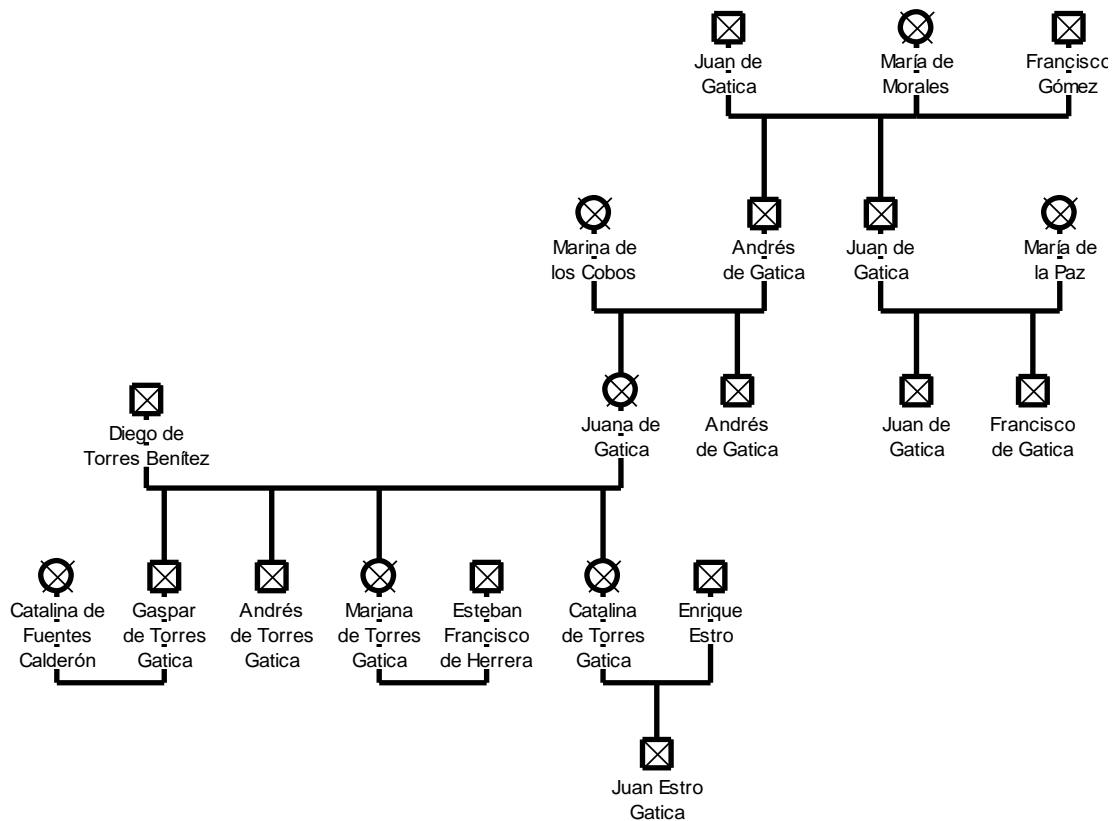 Juan de
Gatica
María de
Morales
Francisco
Gómez
Marina de
los Cobos
Andrés
de Gatica
Juan de
Gatica
María de
la Paz
Diego de
Torres Benítez
Juana de
Gatica
Andrés
de Gatica
Juan de
Gatica
Francisco
de Gatica
Catalina de
Fuentes
Calderón
Gaspar
de Torres
Gatica
Andrés
de Torres
Gatica
Mariana
de Torres
Gatica
Esteban
Francisco
de Herrera
Catalina
de Torres
Gatica
Enrique
Estro
Juan Estro
Gatica